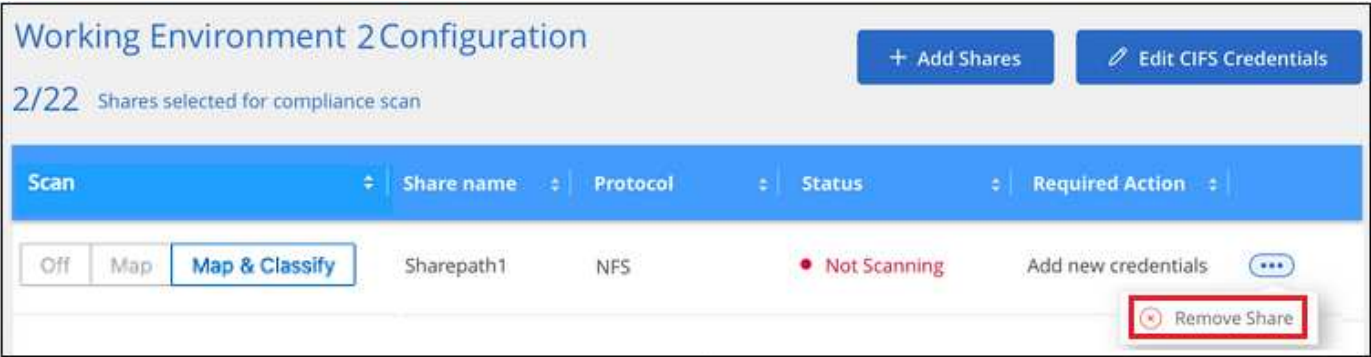 Working Environment 2 Configuration
+ Add Shares
Edit CIFS Credentials
2/22 Shares selected for compliance scan
Scan Share name Protocol Status Required Action
Off Map Map & Classify Sharepath1 NFS Not Scanning Add new credentials
Remove Share